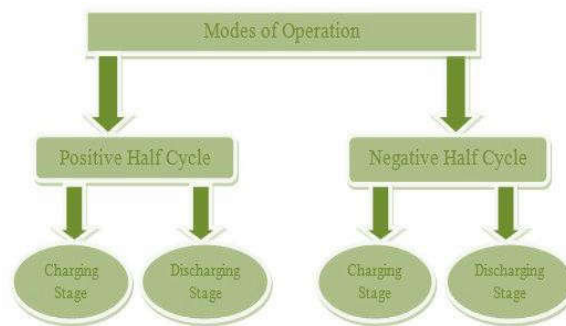 Modes of Operation
Positive Half Cycle
Negative Half Cycle
Charging
Stage
Discharging
Stage
Charging
Stage
Discharging
Stage